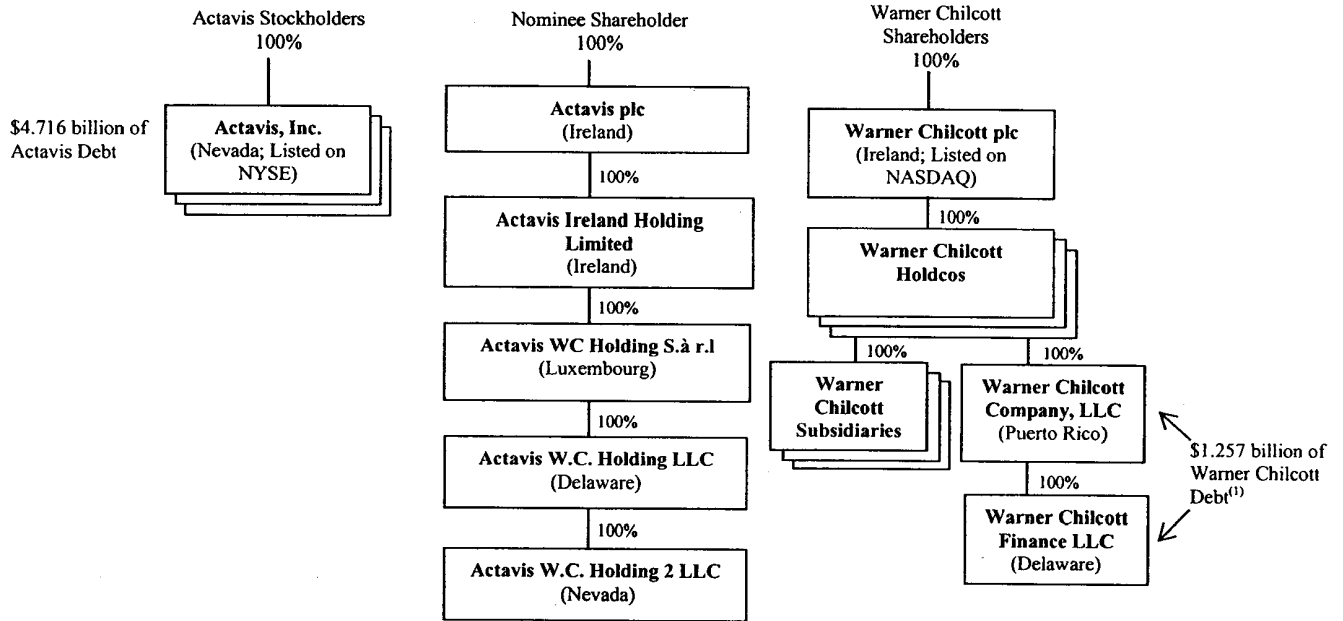 Actavis Stockholders
100%
$4.716 billion of
Actavis Debt
Actavis, Inc.
(Nevada; Listed on
NYSE)
Nominee Shareholder
100%
Actavis plc
(Ireland)
100%
Actavis Ireland Holding
Limited
(Ireland)
100%
Actavis WC Holding S.à r.l
(Luxembourg)
100%
Actavis W.C. Holding LLC
(Delaware)
100%
Actavis W.C. Holding 2 LLC
(Nevada)
Warner Chilcott
Shareholders
100%
Warner Chilcott plc
(Ireland; Listed on
NASDAQ)
100%
Warner Chilcott
Holdcos
100%
Warner
Chilcott
Subsidiaries
100%
Warner Chilcott
Company, LLC
(Puerto Rico)
100%
Warner Chilcott
Finance LLC
(Delaware)
$1.257 billion of
Warner Chilcott
Debt(1)